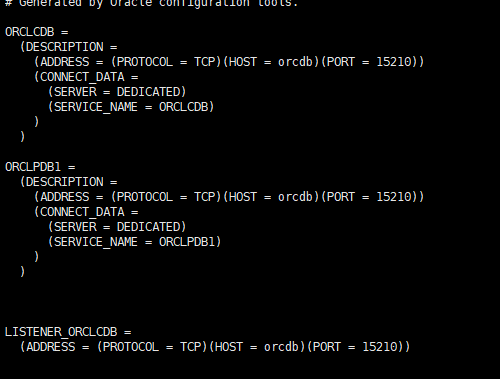 # Generated by Oracle configuration tools.
ORCLCDB =
(DESCRIPTION =
(ADDRESS = (PROTOCOL = TCP)(HOST = orcdb)(PORT = 15210))
(CONNECT_DATA =
(SERVER = DEDICATED)
(SERVICE_NAME = ORCLCDB)
)
)
ORCLPDB1 =
(DESCRIPTION =
(ADDRESS = (PROTOCOL = TCP)(HOST = orcdb)(PORT = 15210))
(CONNECT_DATA =
(SERVER = DEDICATED)
(SERVICE_NAME = ORCLPDB1)
)
)
LISTENER_ORCLCDB =
(ADDRESS = (PROTOCOL = TCP)(HOST = orcdb)(PORT = 15210))